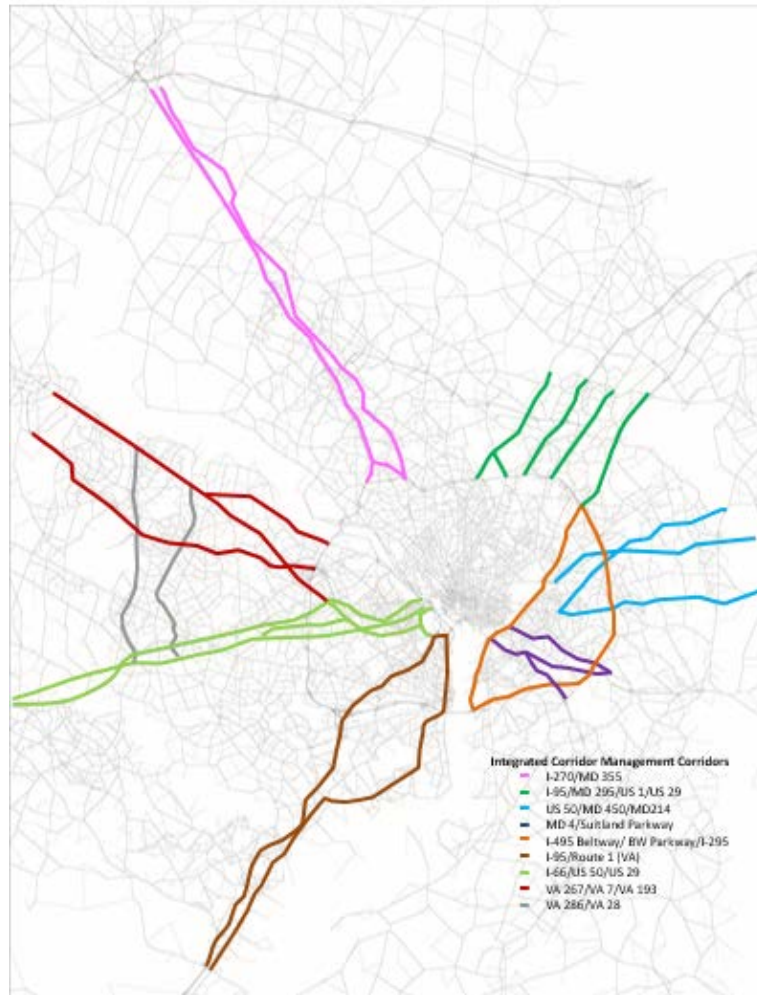 Integrated Corridor Management Corridors
I-270/MD 355
I-95/MD 295/US 1/US 29
US 50/MD 450/MD214
MD 4/Suitland Parkway
I-495 Beltway/ BW Parkway/I-295
I-95/Route 1 (VA)
I-66/US 50/US 29
VA 267/VA 7/VA 193
VA 286/VA 28